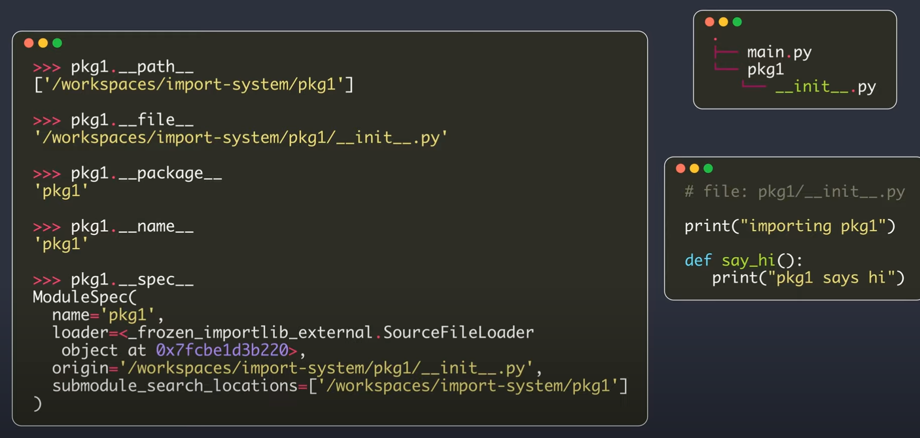 >>> pkg1.__path__
['/workspaces/import-system/pkg1']
>>> pkg1.__file__
'/workspaces/import-system/pkg1/__init__.py'
>>> pkg1.__package__
'pkg1'
>>> pkg1.__name__
'pkg1'
>>> pkg1.__spec__
ModuleSpec(
  name='pkg1',
  loader=<_frozen_importlib_external.SourceFileLoader
   object at 0x7fcbe1d3b220>,
  origin='/workspaces/import-system/pkg1/__init__.py',
  submodule_search_locations=['/workspaces/import-system/pkg1']
)
.
├── main.py
└── pkg1
    └── __init__.py
# file: pkg1/__init__.py
print("importing pkg1")
def say_hi():
   print("pkg1 says hi")